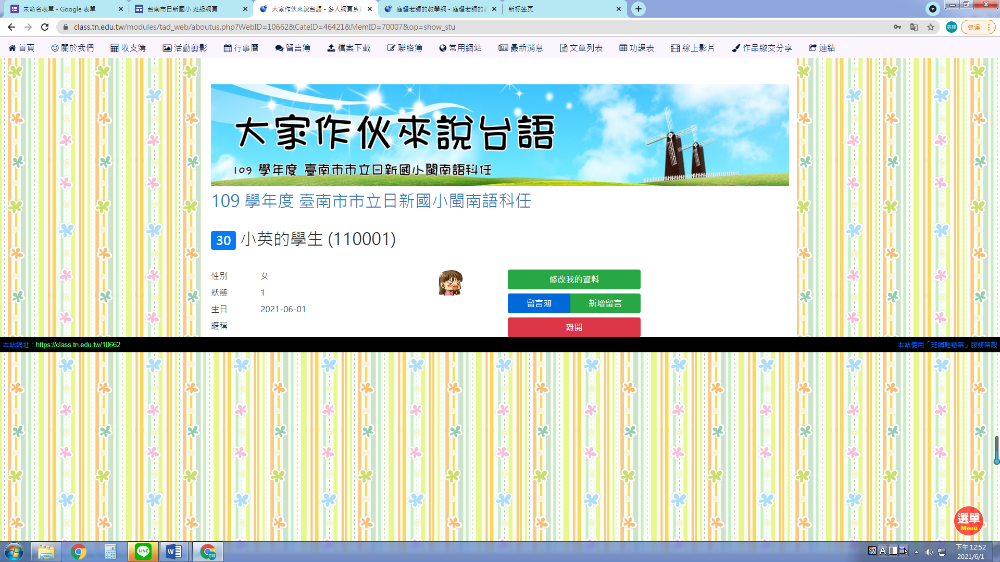 未命名表單 - Google 表單
台南市日新國小 班級網頁
大家作伙來說台語 - 多人網頁系
庭燿老師的教學網 - 庭燿老師的
新标签页
class.tn.edu.tw/modules/tad_web/aboutus.php?WebID=10662&CateID=46421&MemID=70007&op=show_stu
芬瑛
错误
首頁 關於我們 收支簿 活動剪影 行事曆 留言簿 檔案下載 聯絡簿 常用網站 最新消息 文章列表 功課表 線上影片 作品繳交分享 連結
大家作伙來說台語
109 學年度 臺南市市立日新國小閩南語科任
109 學年度 臺南市市立日新國小閩南語科任
30 小英的學生 (110001)
性別 女
狀態 1
生日 2021-06-01
暱稱
修改我的資料
留言簿 新增留言
離開
本站網址：https://class.tn.edu.tw/10662
本站使用「班網輕鬆架」服務架設
選單
Menu
LINE
W
芬瑛
A
下午 12:52
2021/6/1